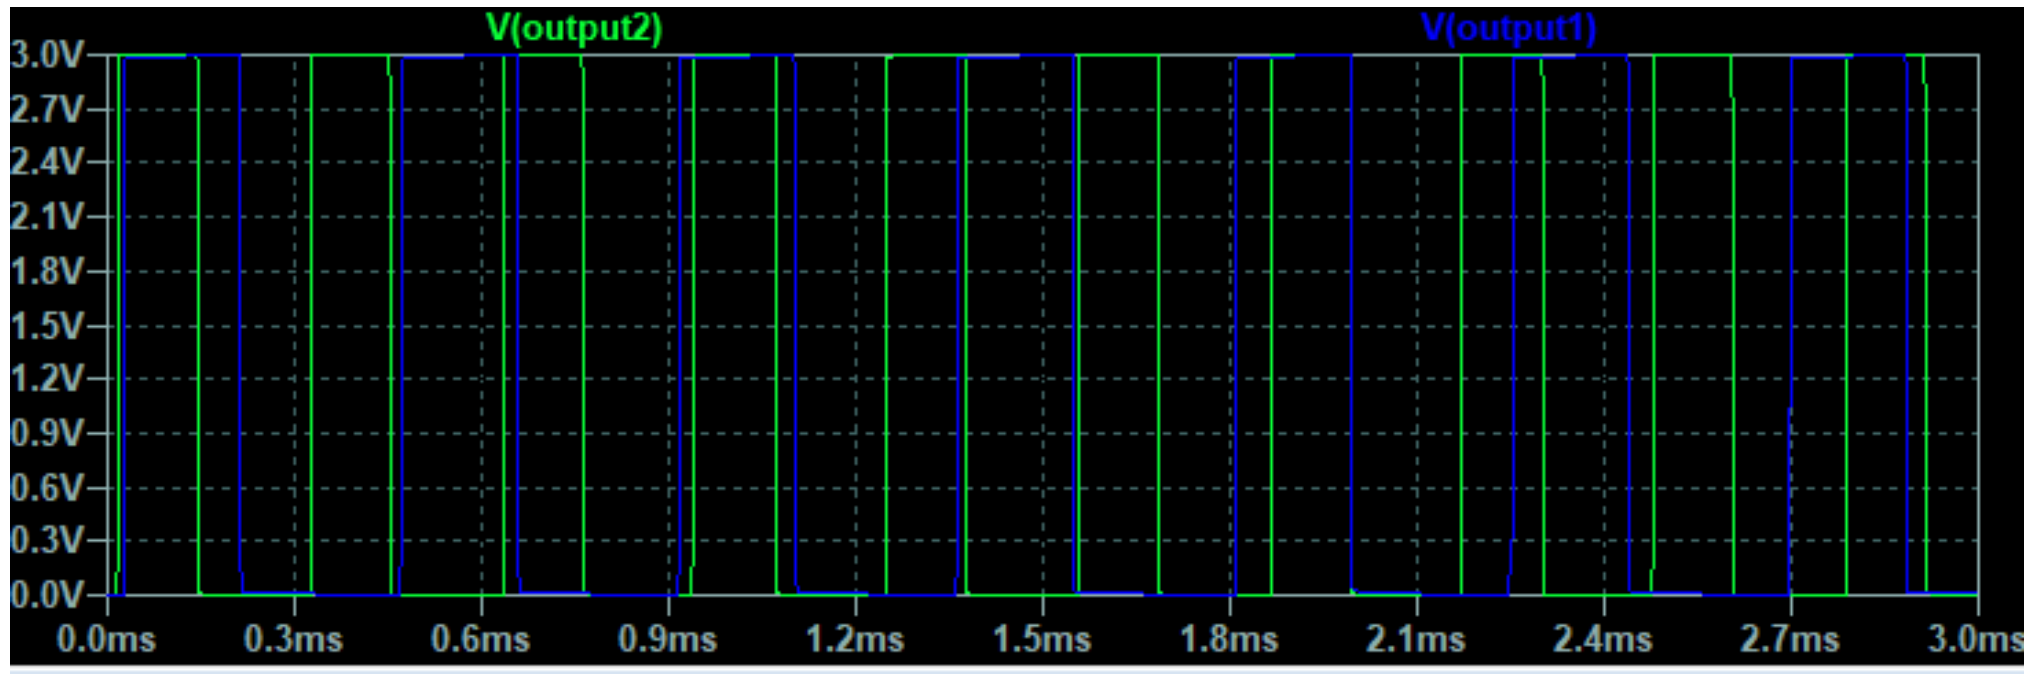 V(output2) V(output1)
3.0V
2.7V
2.4V
2.1V
1.8V
1.5V
1.2V
0.9V
0.6V
0.3V
0.0V
0.0ms 0.3ms 0.6ms 0.9ms 1.2ms 1.5ms 1.8ms 2.1ms 2.4ms 2.7ms 3.0ms